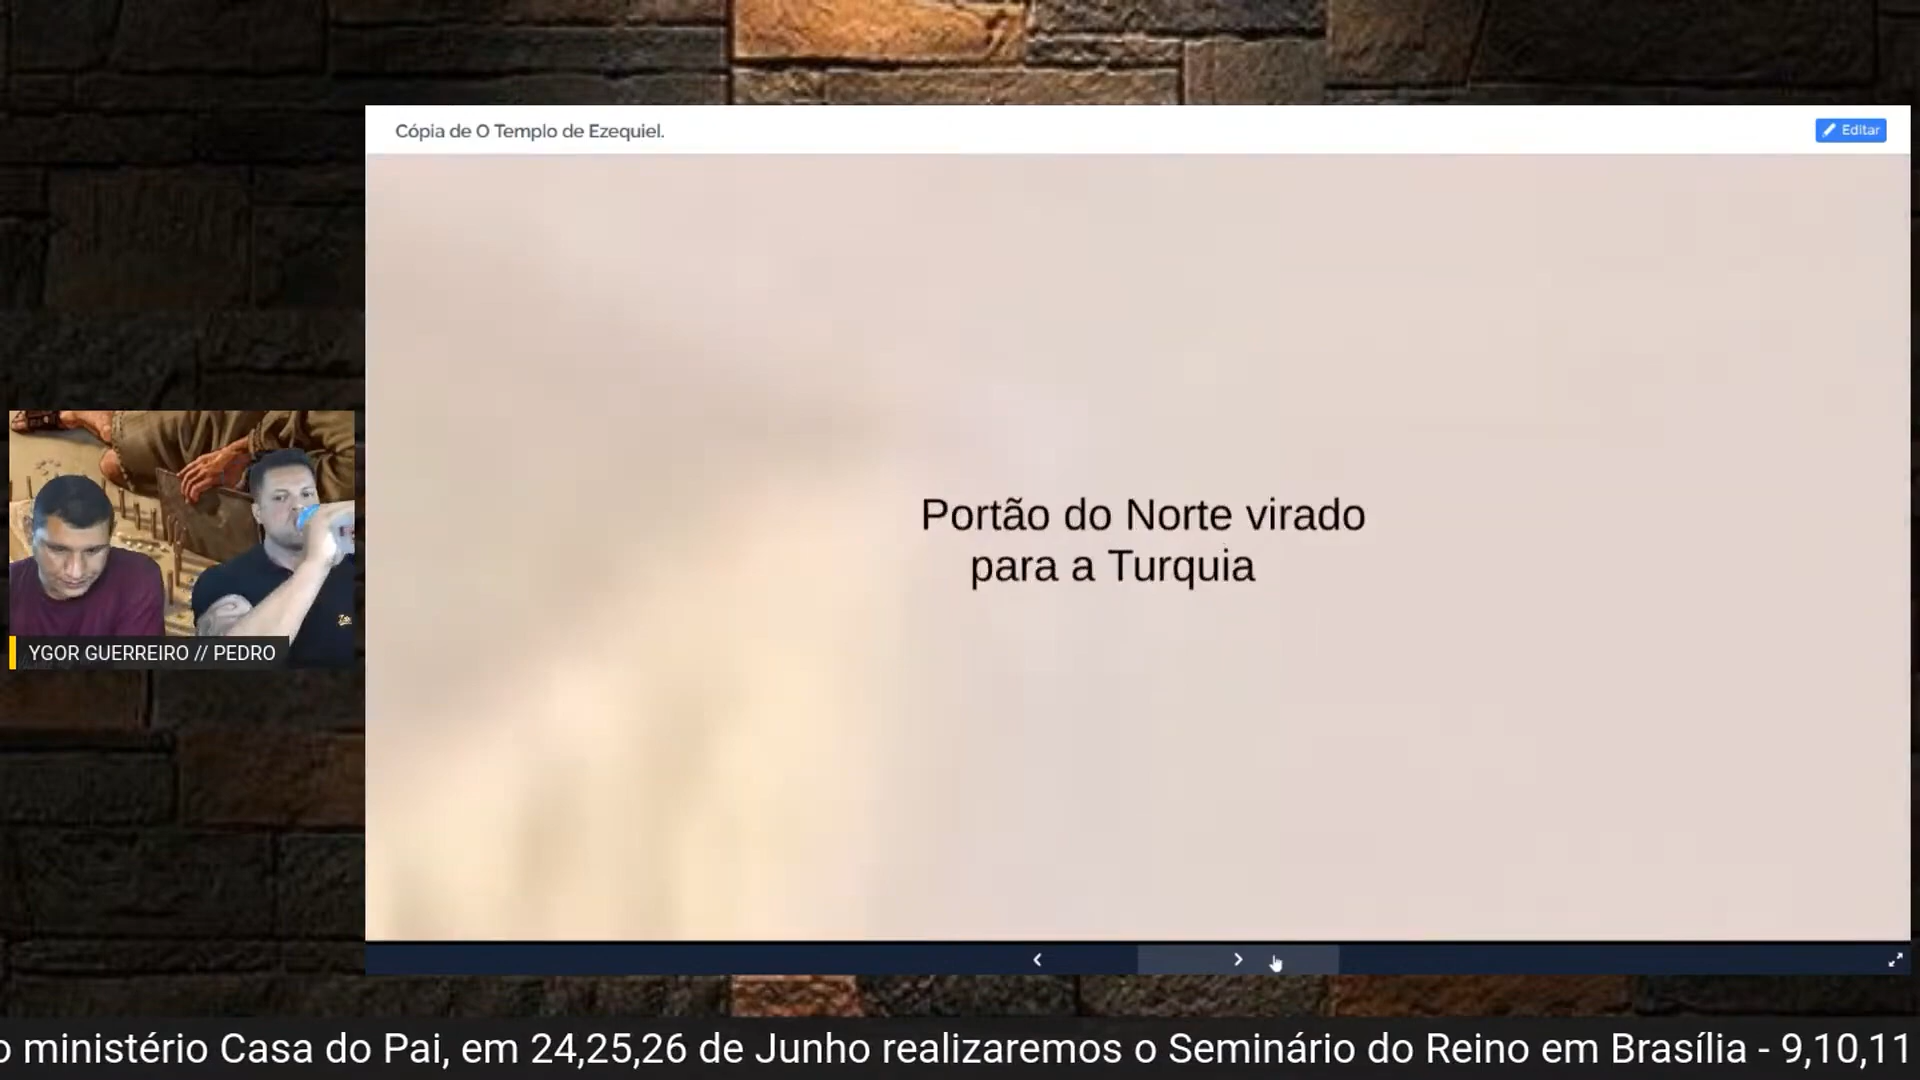 Cópia de O Templo de Ezequiel.
Editar
Portão do Norte virado
para a Turquia
YGOR GUERREIRO // PEDRO
o ministério Casa do Pai, em 24,25,26 de Junho realizaremos o Seminário do Reino em Brasília - 9,10,11